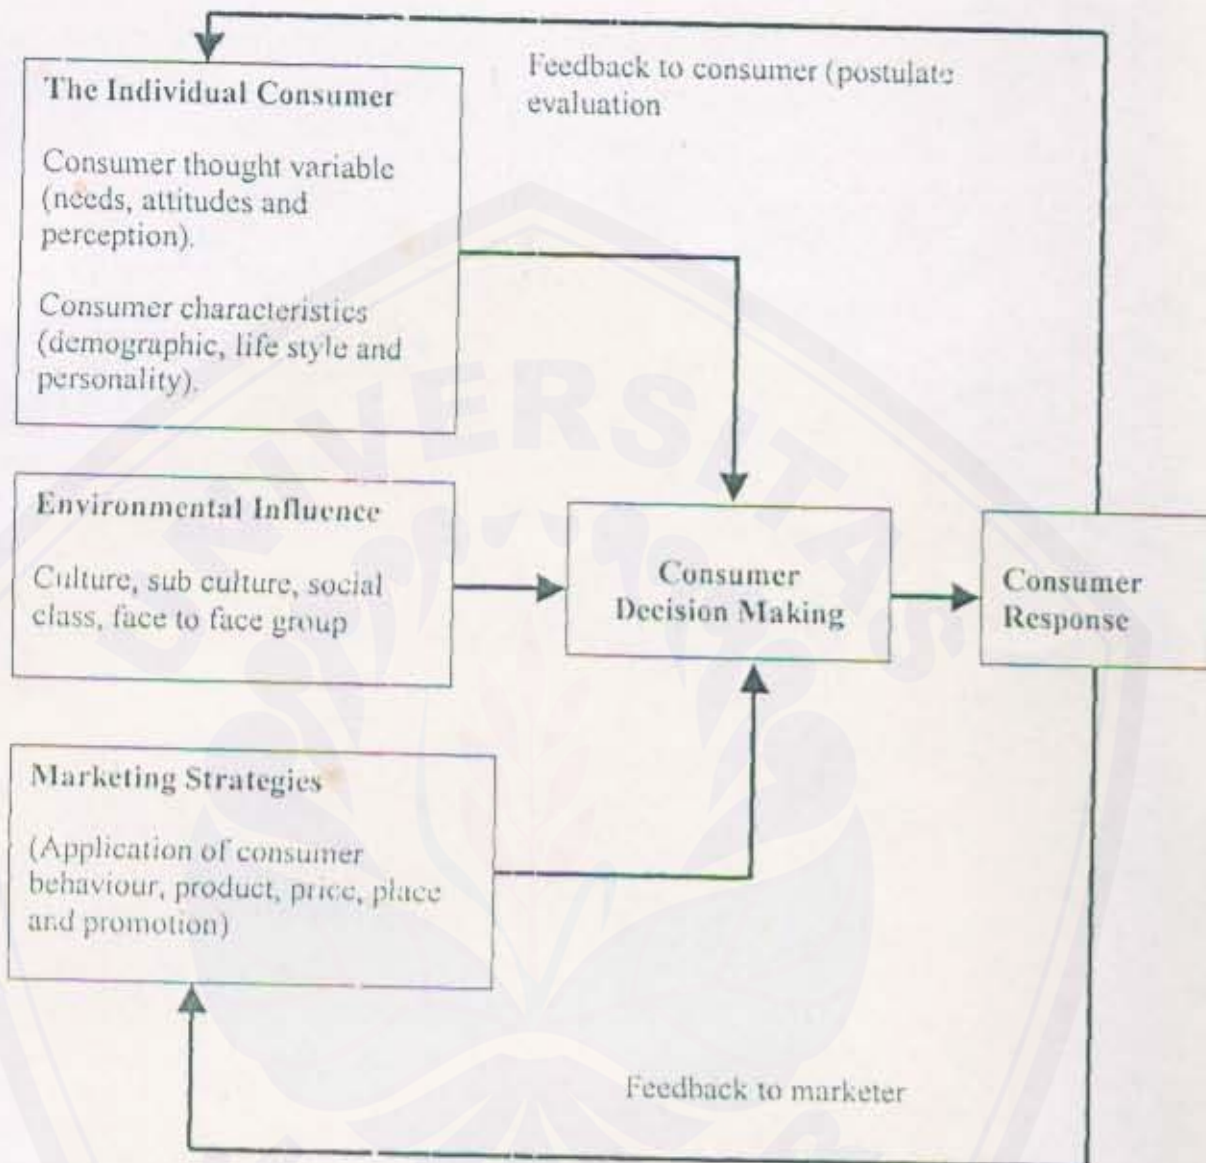 Feedback to consumer (postulate
evaluation
The Individual Consumer
Consumer thought variable
(needs, attitudes and
perception).
Consumer characteristics
(demographic, life style and
personality).
Environmental Influence
Culture, sub culture, social
class, face to face group
Consumer
Decision Making
Consumer
Response
Marketing Strategies
(Application of consumer
behaviour, product, price, place
and promotion)
Feedback to marketer
UNIVERSITAS